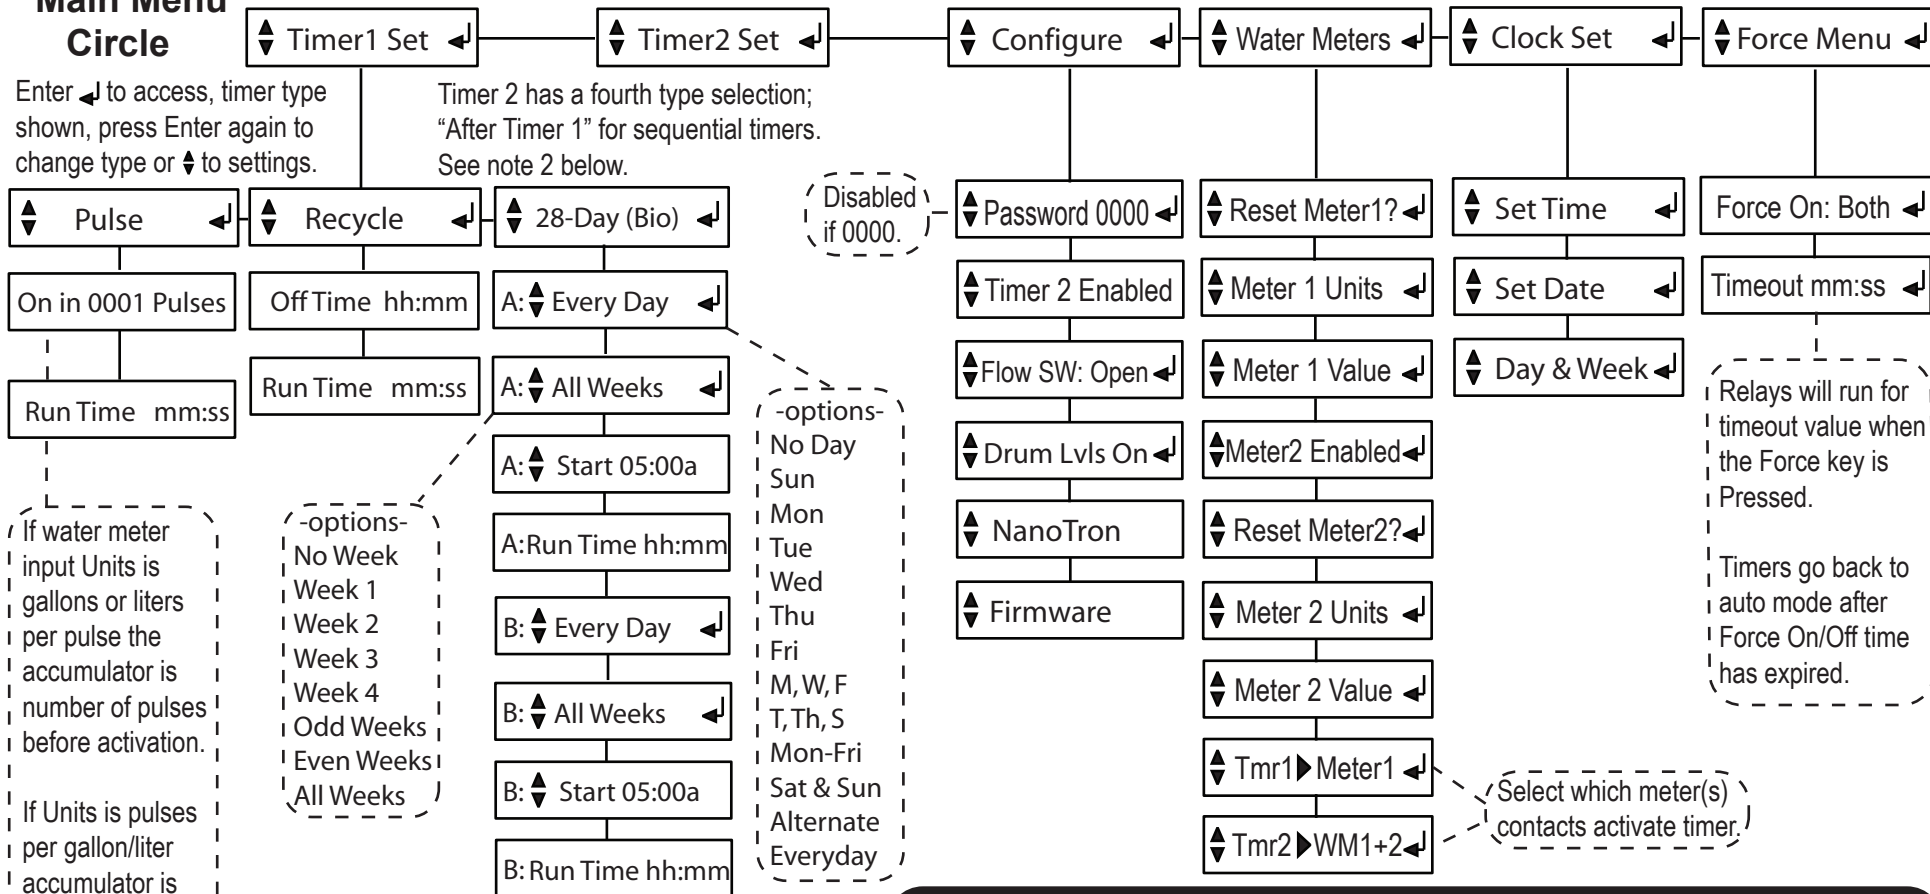 Main Menu
Circle
Timer1 Set
Timer2 Set
Configure
Water Meters
Clock Set
Force Menu
Enter ↵ to access, timer type
shown, press Enter again to
change type or ▲▼ to settings.
Timer 2 has a fourth type selection;
“After Timer 1” for sequential timers.
See note 2 below.
Pulse
On in 0001 Pulses
Run Time mm:ss
If water meter
input Units is
gallons or liters
per pulse the
accumulator is
number of pulses
before activation.
If Units is pulses
per gallon/liter
accumulator is
Recycle
Off Time hh:mm
Run Time mm:ss
28-Day (Bio)
A: Every Day
A: All Weeks
A: Start 05:00a
A:Run Time hh:mm
B: Every Day
B: All Weeks
B: Start 05:00a
B:Run Time hh:mm
-options-
No Week
Week 1
Week 2
Week 3
Week 4
Odd Weeks
Even Weeks
All Weeks
-options-
No Day
Sun
Mon
Tue
Wed
Thu
Fri
M, W, F
T, Th, S
Mon-Fri
Sat & Sun
Alternate
Everyday
Disabled
if 0000.
Password 0000
Timer 2 Enabled
Flow SW: Open
Drum Lvls On
NanoTron
Firmware
Reset Meter1?
Meter 1 Units
Meter 1 Value
Meter2 Enabled
Reset Meter2?
Meter 2 Units
Meter 2 Value
Tmr1▶Meter1
Tmr2▶WM1+2
Select which meter(s)
contacts activate timer.
Set Time
Set Date
Day & Week
Force On: Both
Timeout mm:ss
Relays will run for
timeout value when
the Force key is
Pressed.
Timers go back to
auto mode after
Force On/Off time
has expired.